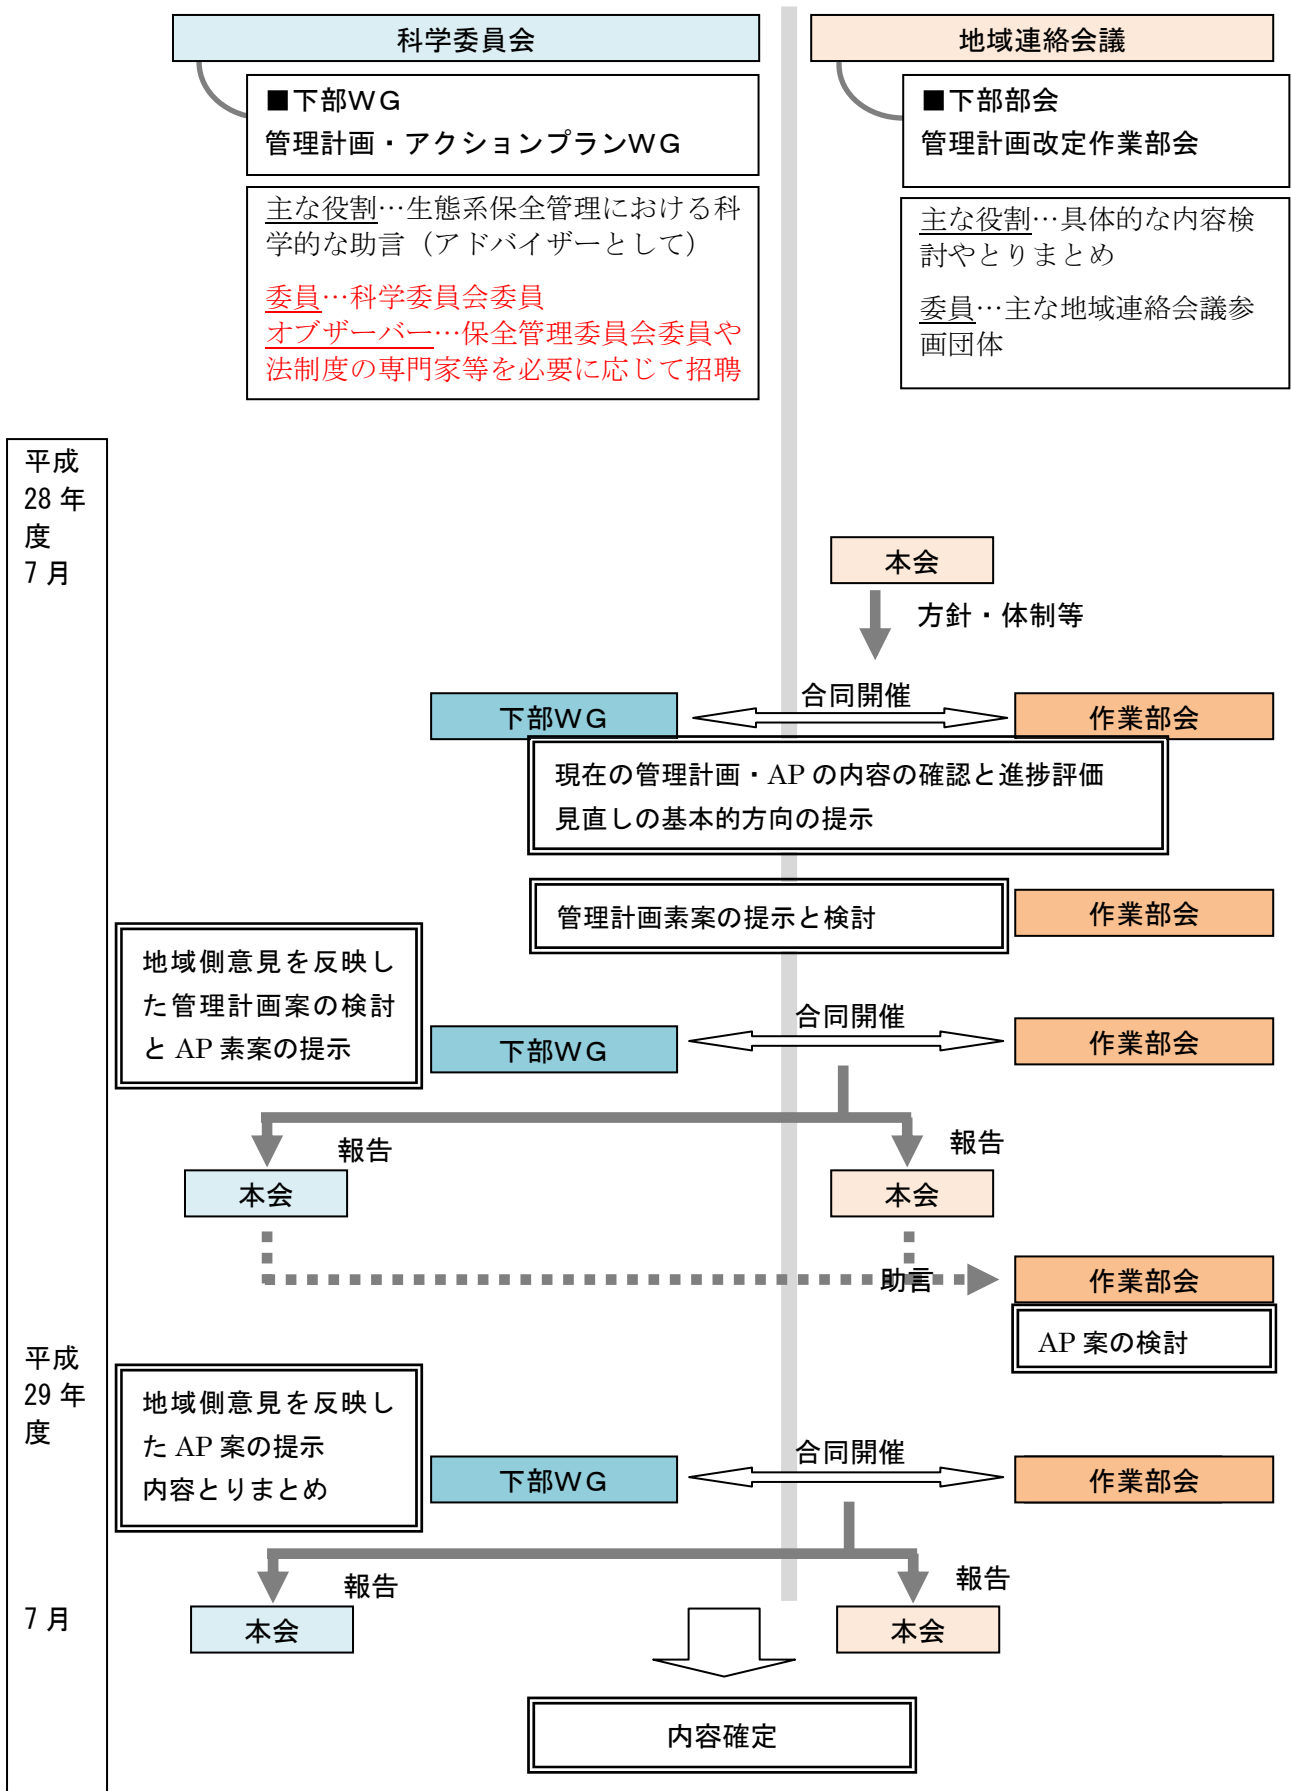 科学委員会
地域連絡会議
■下部ＷＧ
管理計画・アクションプランＷＧ
■下部部会
管理計画改定作業部会
主な役割…生態系保全管理における科
学的な助言（アドバイザーとして）
委員…科学委員会委員
オブザーバー…保全管理委員会委員や
法制度の専門家等を必要に応じて招聘
主な役割…具体的な内容検
討やとりまとめ
委員…主な地域連絡会議参
画団体
平成
28 年
度
7 月
本会
方針・体制等
下部ＷＧ
合同開催
作業部会
現在の管理計画・AP の内容の確認と進捗評価
見直しの基本的方向の提示
管理計画素案の提示と検討
作業部会
地域側意見を反映し
た管理計画案の検討
と AP 素案の提示
下部ＷＧ
合同開催
作業部会
報告
報告
本会
本会
助言
作業部会
AP 案の検討
平成
29 年
度
地域側意見を反映し
た AP 案の提示
内容とりまとめ
下部ＷＧ
合同開催
作業部会
報告
報告
7 月
本会
本会
内容確定